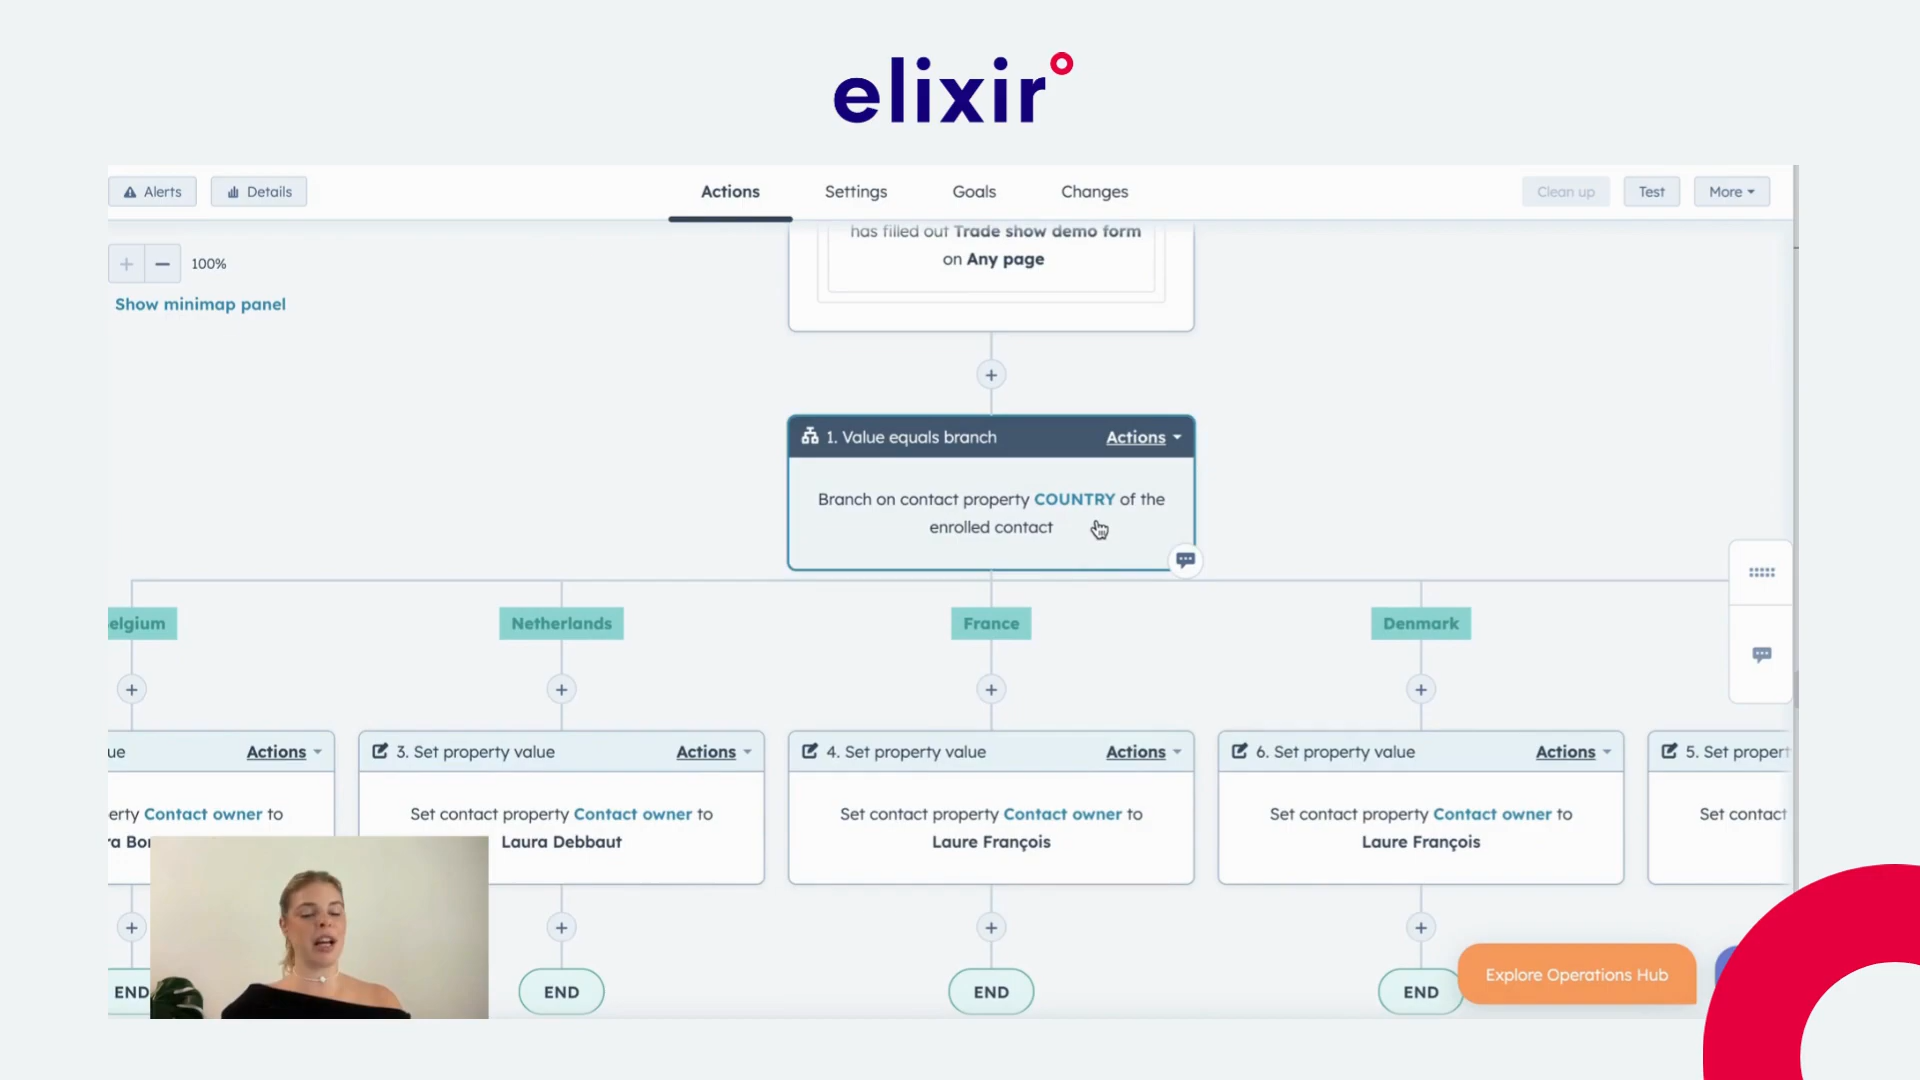 elixir
Alerts
Details
Actions
Settings
Goals
Changes
Clean up
Test
More
has filled out Trade show demo form
on Any page
100%
Show minimap panel
1. Value equals branch
Actions
Branch on contact property COUNTRY of the
enrolled contact
elgium
Netherlands
France
Denmark
ue
Actions
3. Set property value
Actions
4. Set property value
Actions
6. Set property value
Actions
5. Set propert
erty Contact owner to
a Bor
Set contact property Contact owner to
Laura Debbaut
Set contact property Contact owner to
Laure François
Set contact property Contact owner to
Laure François
Set contact
END
END
END
END
Explore Operations Hub